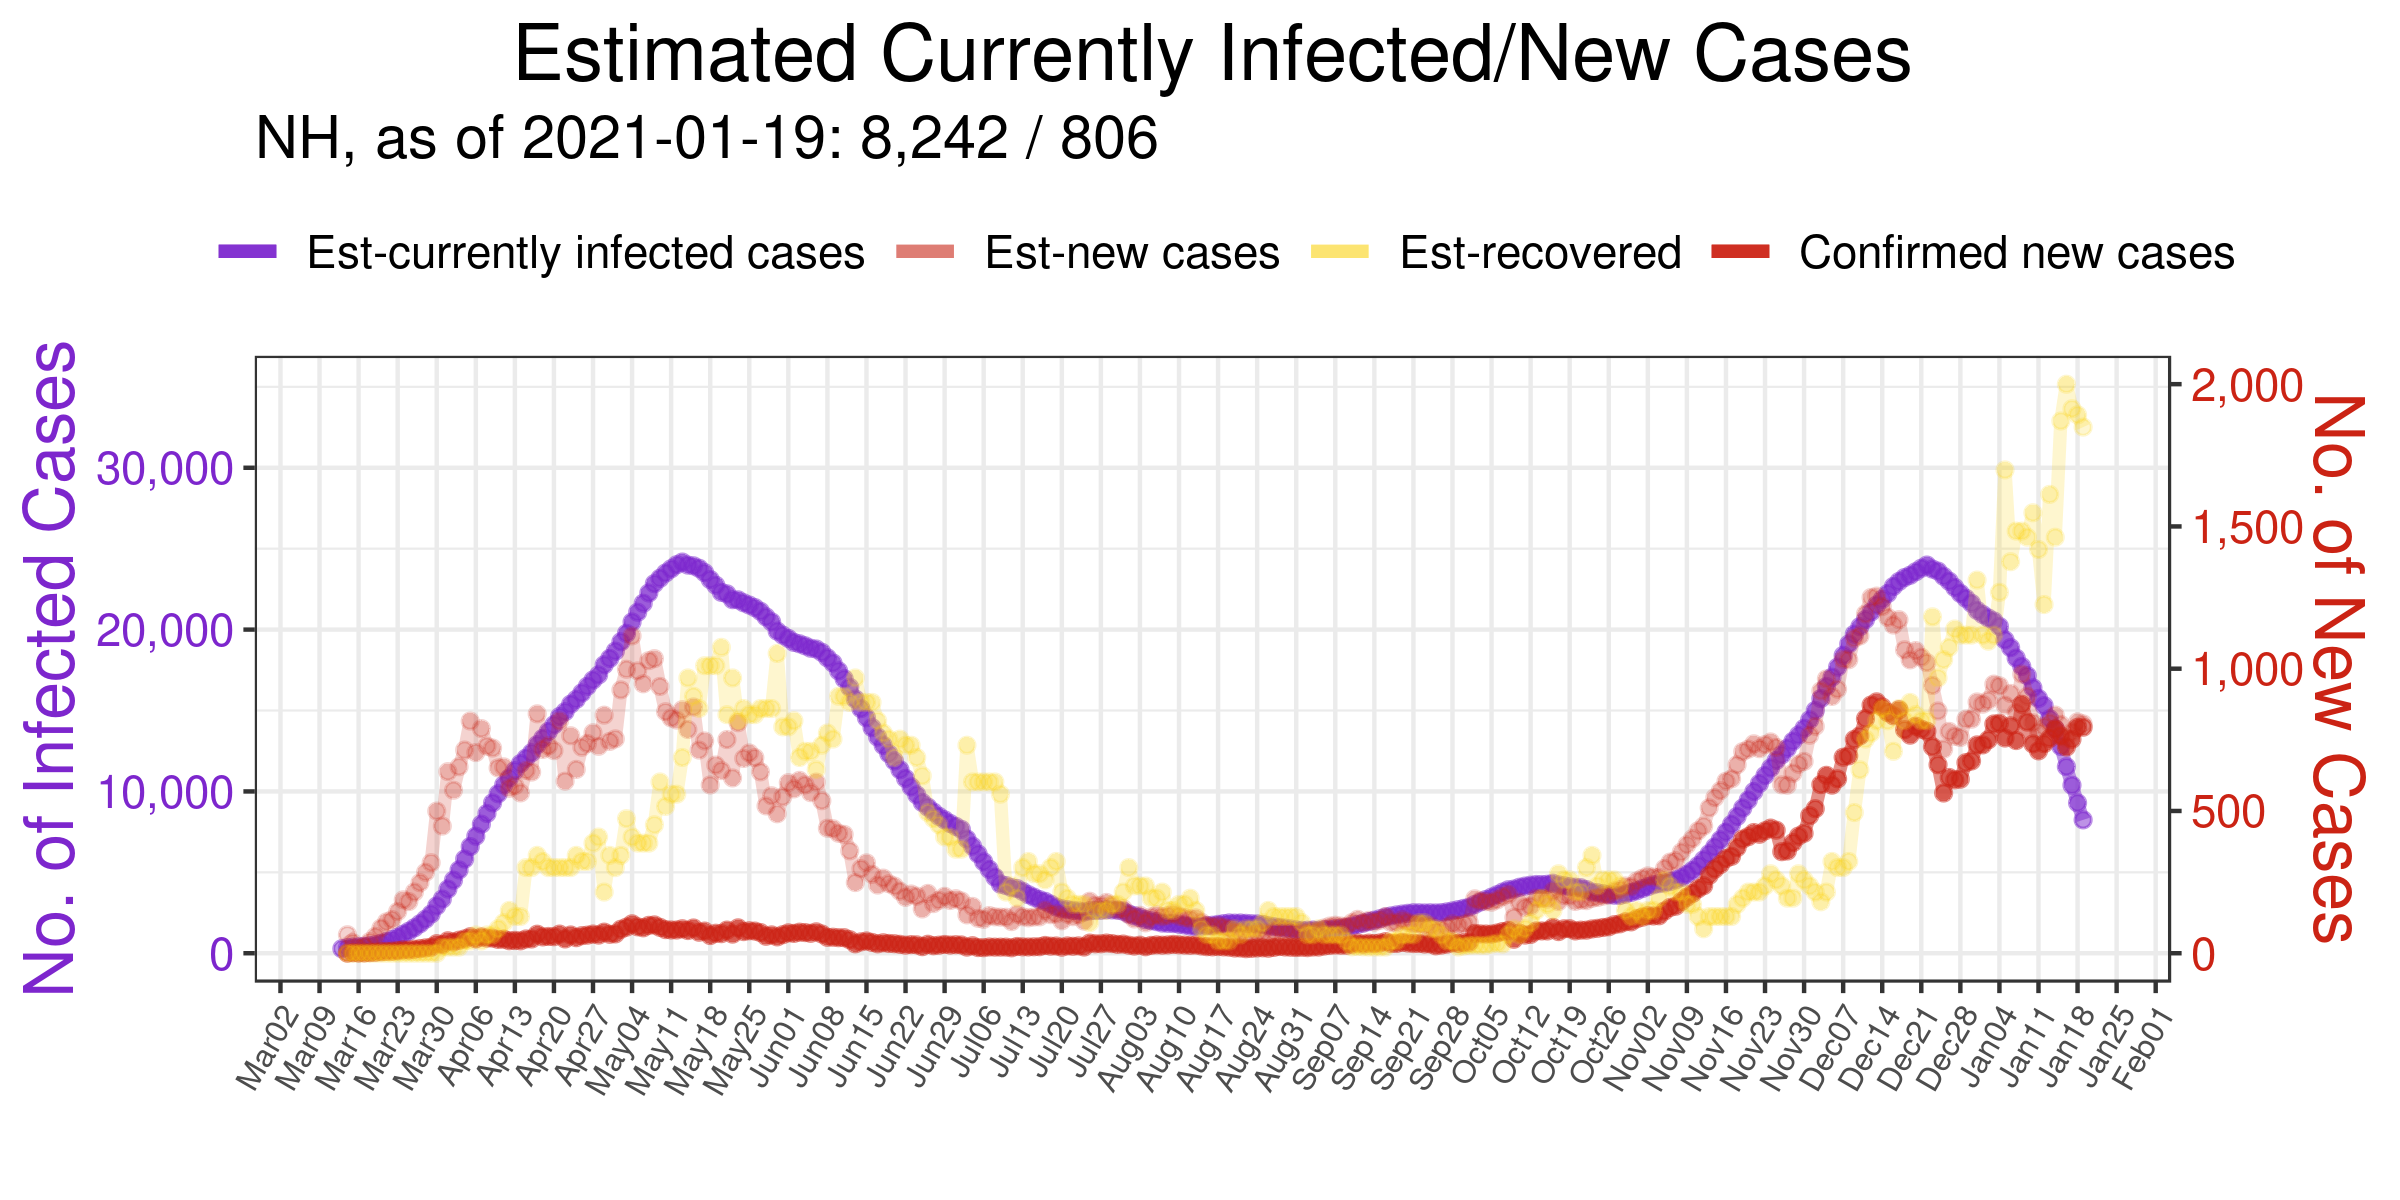 Estimated Currently Infected/New Cases
NH, as of 2021-01-19: 8,242 / 806
Est-currently infected cases Est-new cases Est-recovered Confirmed new cases
No. of Infected Cases
30,000
20,000
10,000
0
2,000
1,500
1,000
500
0
No. of New Cases
Mar02 Mar09 Mar16 Mar23 Mar30 Apr06 Apr13 Apr20 Apr27 May04 May11 May18 May25 Jun01 Jun08 Jun15 Jun22 Jun29 Jul06 Jul13 Jul20 Jul27 Aug03 Aug10 Aug17 Aug24 Aug31 Sep07 Sep14 Sep21 Sep28 Oct05 Oct12 Oct19 Oct26 Nov02 Nov09 Nov16 Nov23 Nov30 Dec07 Dec14 Dec21 Dec28 Jan04 Jan11 Jan18 Jan25 Feb01